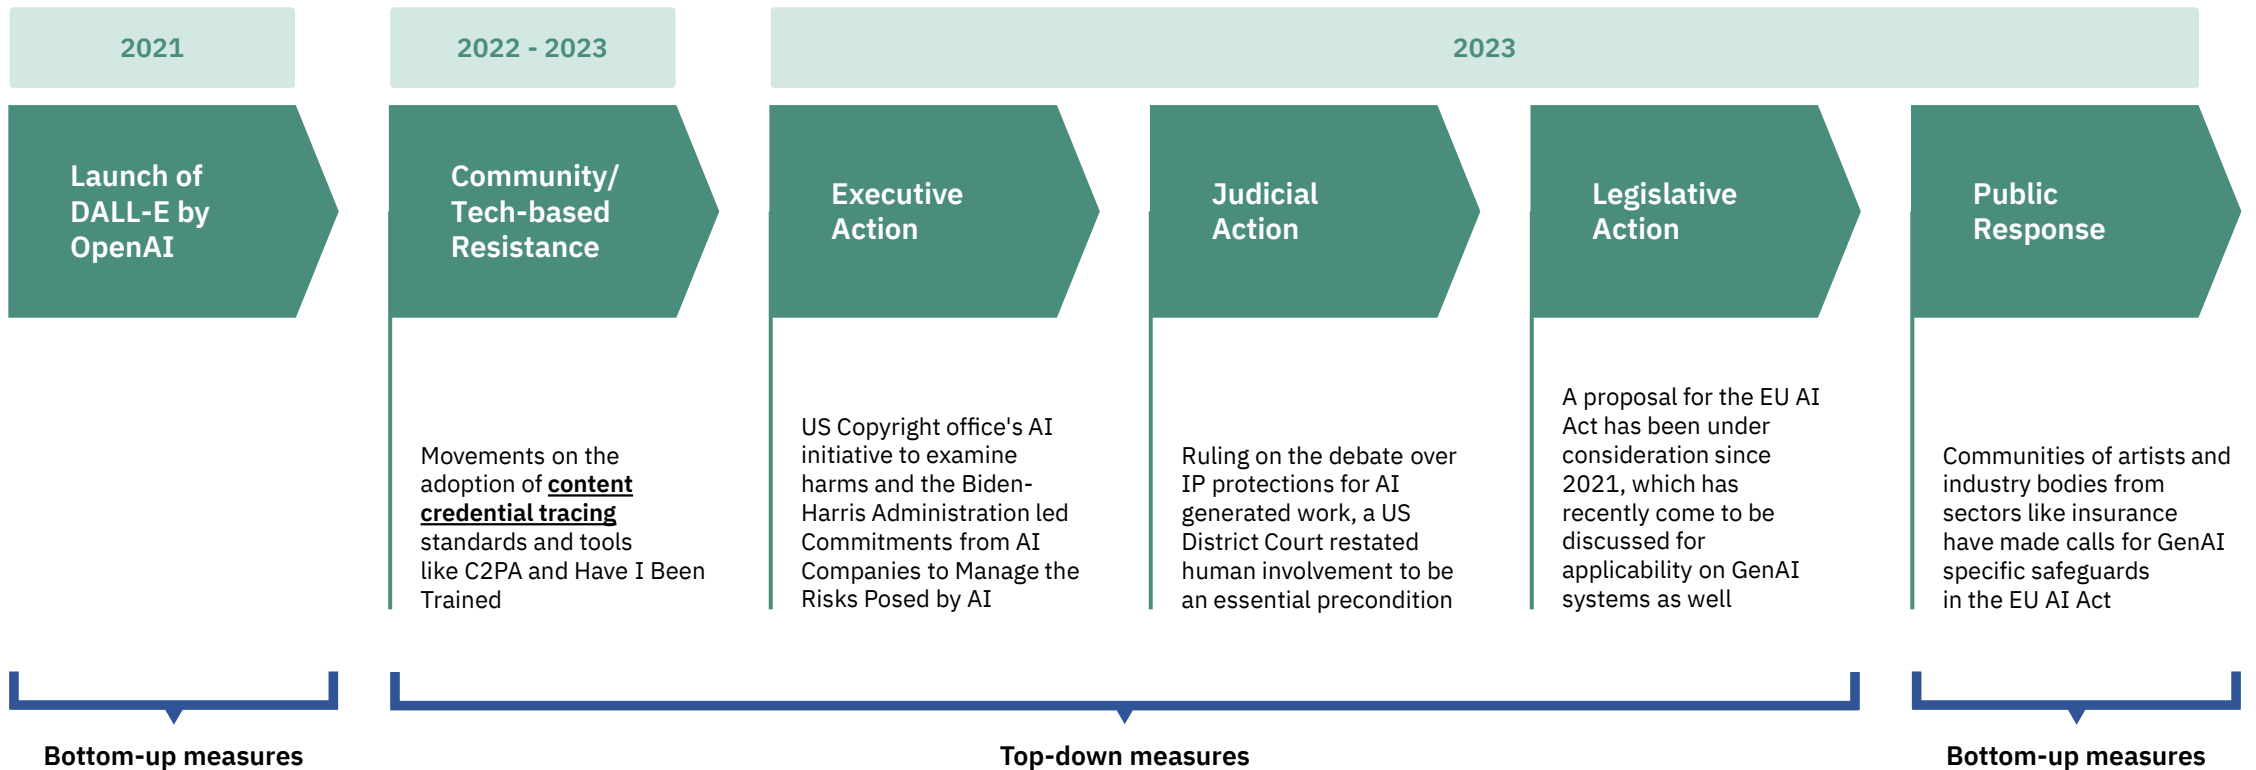 2021
2022 - 2023
2023
Launch of
DALL-E by
OpenAI
Community/
Tech-based
Resistance
Executive
Action
Judicial
Action
Legislative
Action
Public
Response
Movements on the
adoption of content
credential tracing
standards and tools
like C2PA and Have I Been
Trained
US Copyright office's AI
initiative to examine
harms and the Biden-
Harris Administration led
Commitments from AI
Companies to Manage the
Risks Posed by AI
Ruling on the debate over
IP protections for AI
generated work, a US
District Court restated
human involvement to be
an essential precondition
A proposal for the EU AI
Act has been under
consideration since
2021, which has
recently come to be
discussed for
applicability on GenAI
systems as well
Communities of artists and
industry bodies from
sectors like insurance
have made calls for GenAI
specific safeguards
in the EU AI Act
Bottom-up measures
Top-down measures
Bottom-up measures